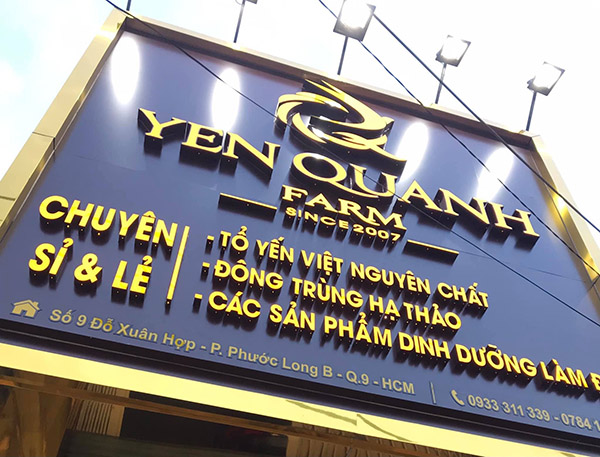 YEN QUANH
FARM
SINCE 2007
CHUYÊN
SỈ & LẺ
- TỔ YẾN VIỆT NGUYÊN CHẤT
- ĐÔNG TRÙNG HẠ THẢO
- CÁC SẢN PHẨM DINH DƯỠNG LÀM
Số 9 Đỗ Xuân Hợp - P. Phước Long B - Q.9 - HCM | 0933 311 339 - 0784